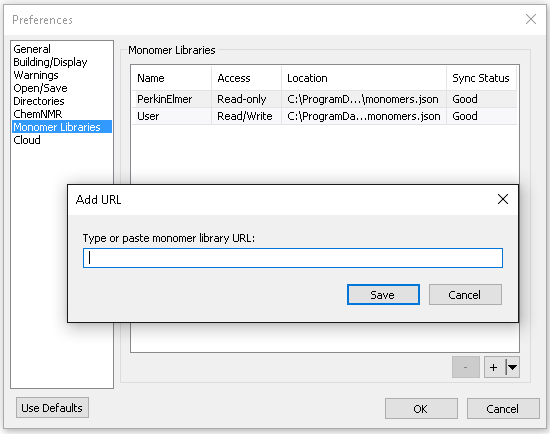 Preferences
General
Building/Display
Warnings
Open/Save
Directories
ChemNMR
Monomer Libraries
Cloud
Monomer Libraries
Name Access Location Sync Status
PerkinElmer Read-only C:\ProgramD...\monomers.json Good
User Read/Write C:\ProgramDa...monomers.json Good
Add URL
Type or paste monomer library URL:
Save Cancel
- +
Use Defaults OK Cancel